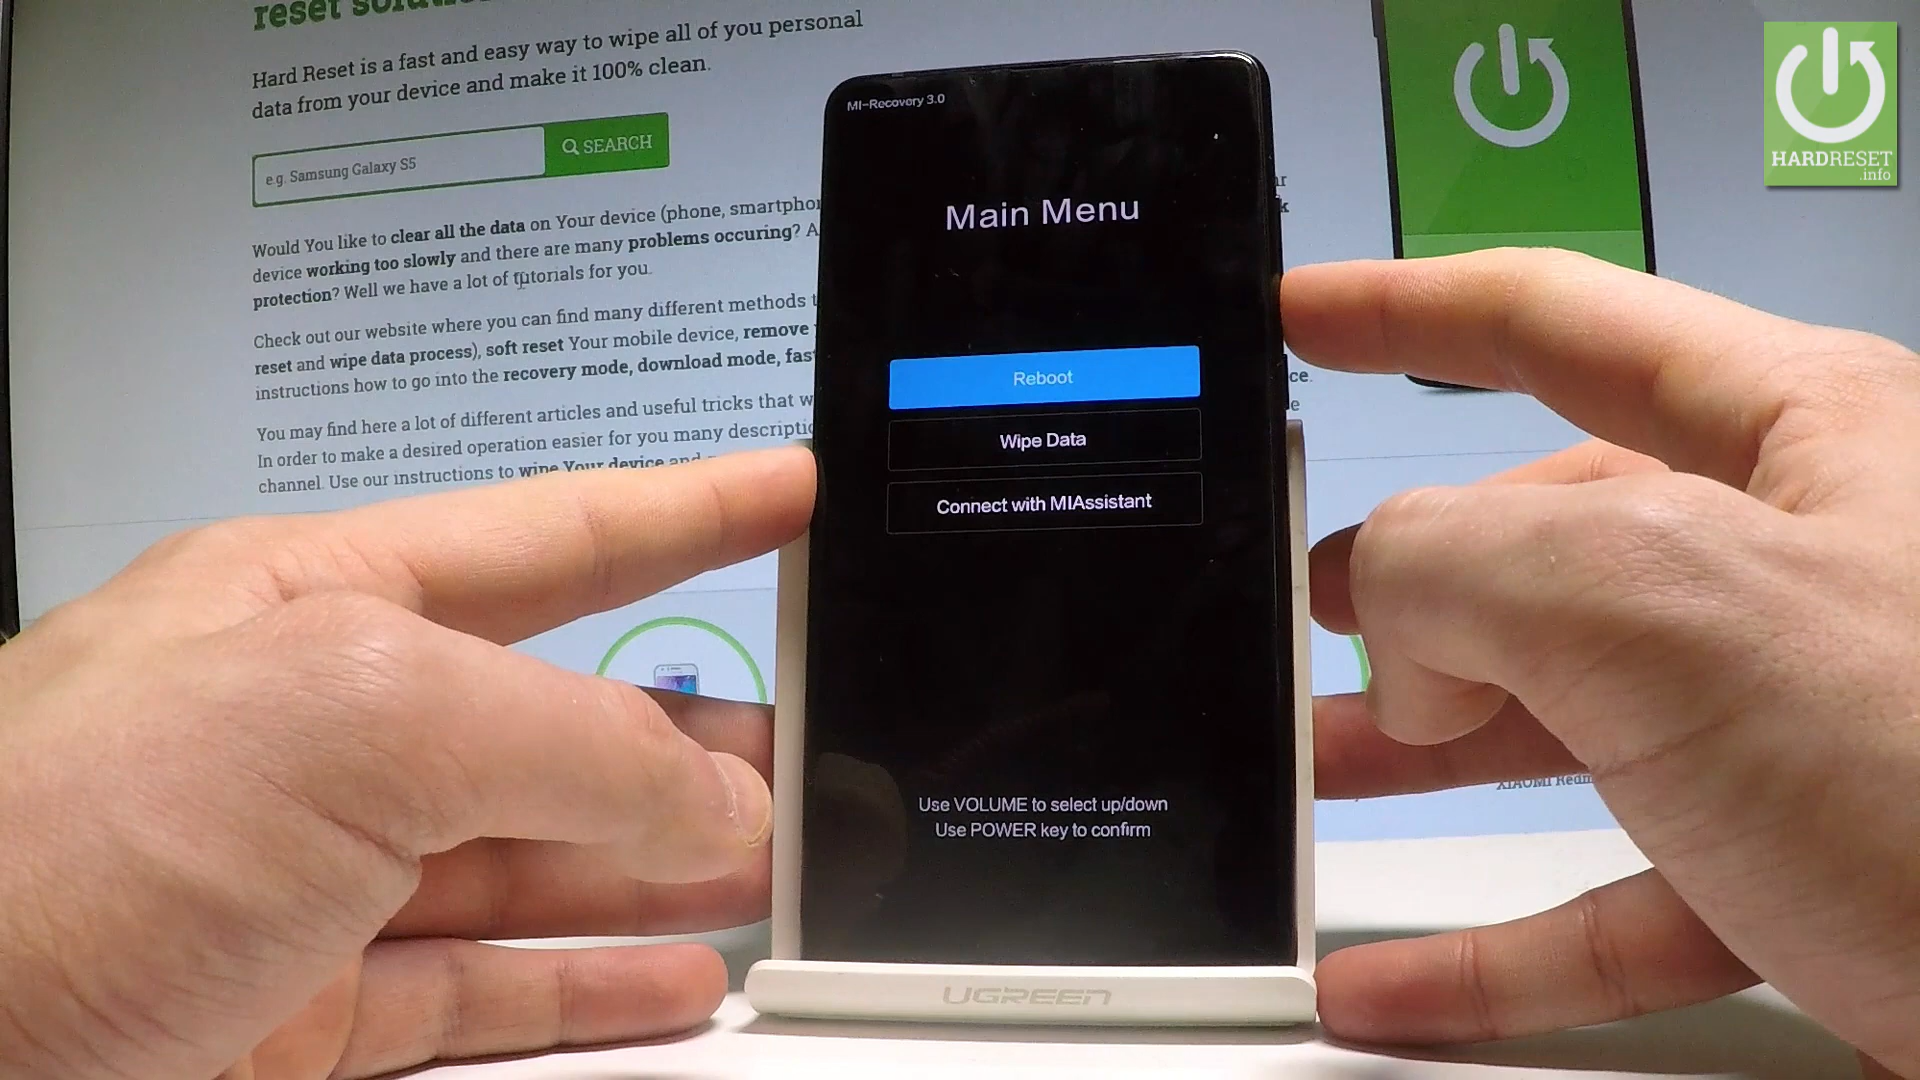 reset
Hard Reset is a fast and easy way to wipe all of you personal
data from your device and make it 100% clean.
e.g. Samsung Galaxy S5
SEARCH
Would You like to clear all the data on Your device (phone,
device working too slowly and there are many problems occuring?
protection? Well we have a lot of tutorials for you.
Check out our website where you can find many different methods
reset and wipe data process), soft reset Your mobile device, remove
instructions how to go into the recovery mode, download mode,
You may find here a lot of different articles and useful tricks that
In order to make a desired operation easier for you many
channel. Use our instructions to wipe Your device
MI-Recovery 3.0
Main Menu
Reboot
Wipe Data
Connect with MIAssistant
Use VOLUME to select up/down
Use POWER key to confirm
UGREEN
XIAOMI
HARDRESET
.info